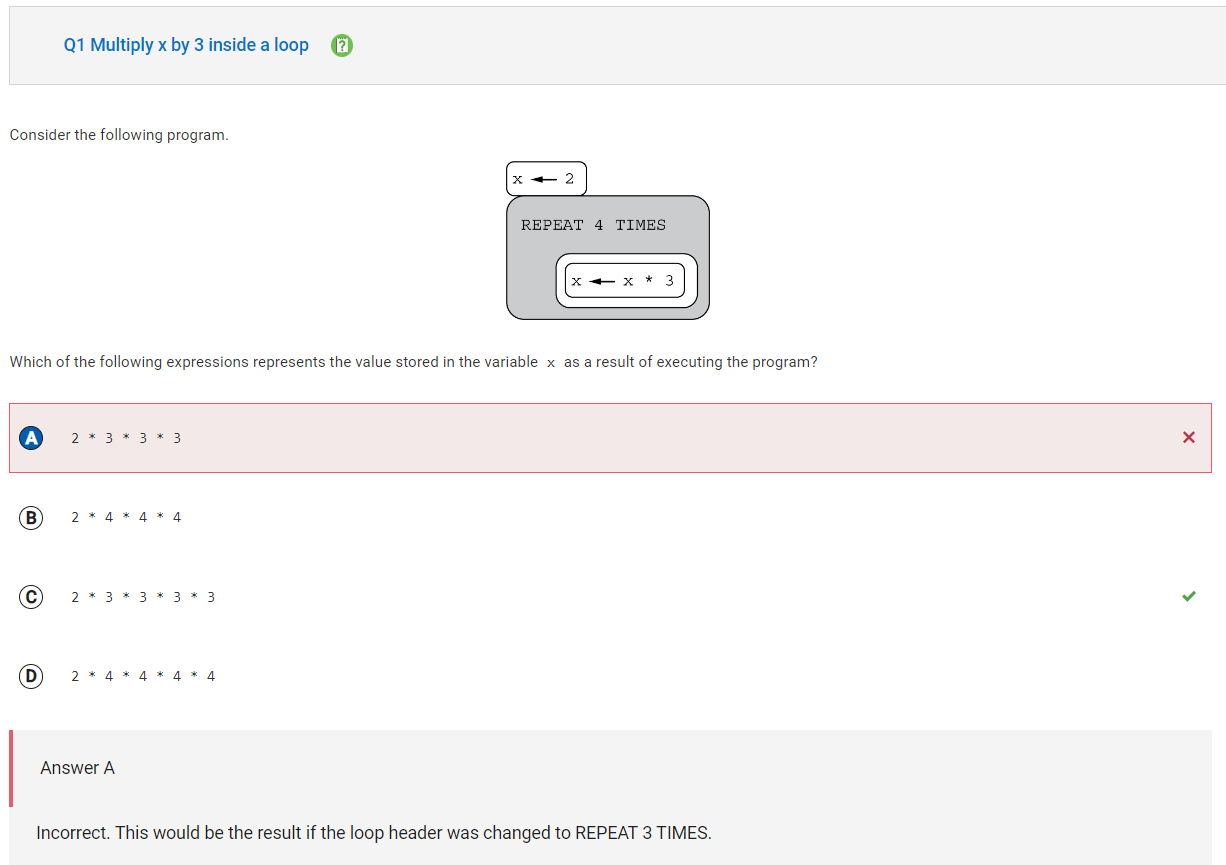 Q1 Multiply x by 3 inside a loop
Consider the following program.
x ← 2
REPEAT 4 TIMES
x ← x * 3
Which of the following expressions represents the value stored in the variable x as a result of executing the program?
A 2 * 3 * 3 * 3
B 2 * 4 * 4 * 4
C 2 * 3 * 3 * 3 * 3
D 2 * 4 * 4 * 4 * 4
Answer A
Incorrect. This would be the result if the loop header was changed to REPEAT 3 TIMES.